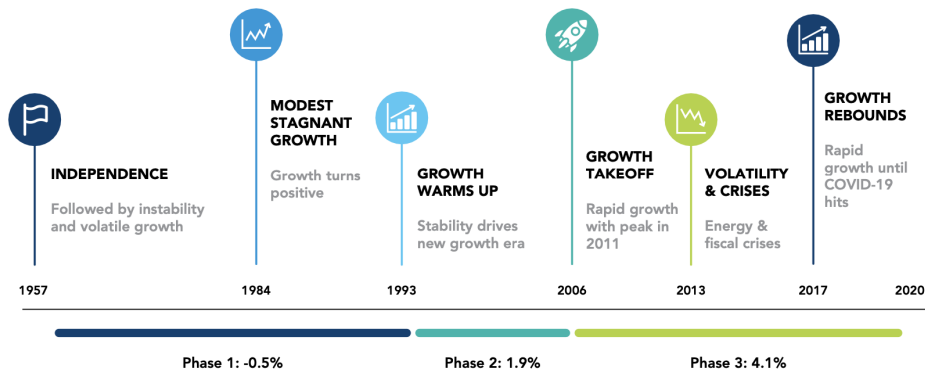 INDEPENDENCE
Followed by instability
and volatile growth
MODEST
STAGNANT
GROWTH
Growth turns
positive
GROWTH
WARMS UP
Stability drives
new growth era
GROWTH
TAKEOFF
Rapid growth
with peak in
2011
VOLATILITY
& CRISES
Energy &
fiscal crises
GROWTH
REBOUNDS
Rapid
growth until
COVID-19
hits
1957
1984
1993
2006
2013
2017
2020
Phase 1: -0.5%
Phase 2: 1.9%
Phase 3: 4.1%